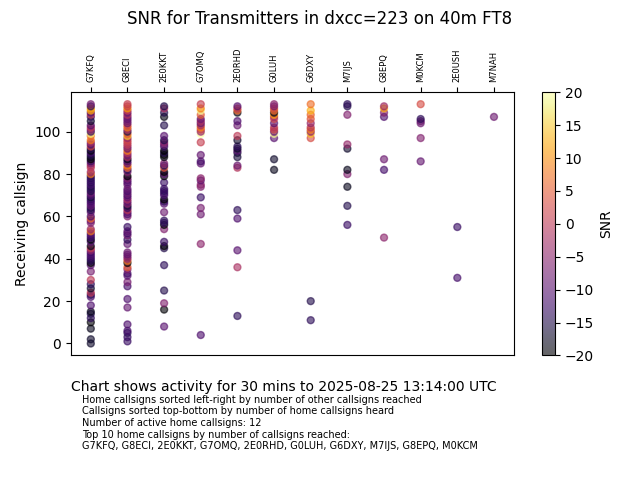 SNR for Transmitters in dxcc=223 on 40m FT8
G7KFQ
G8ECI
2E0KKT
G7OMQ
2E0RHD
G0LUH
G6DXY
M7IJS
G8EPQ
M0KCM
2E0USH
M7NAH
Receiving callsign
100
80
60
40
20
0
20
15
10
5
0
−5
−10
−15
−20
SNR
Chart shows activity for 30 mins to 2025-08-25 13:14:00 UTC
Home callsigns sorted left-right by number of other callsigns reached
Callsigns sorted top-bottom by number of home callsigns heard
Number of active home callsigns: 12
Top 10 home callsigns by number of callsigns reached:
G7KFQ, G8ECI, 2E0KKT, G7OMQ, 2E0RHD, G0LUH, G6DXY, M7IJS, G8EPQ, M0KCM